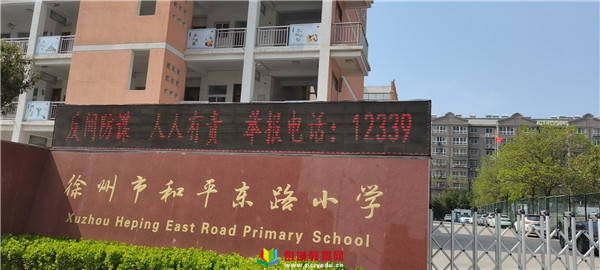 反间防谍 人人有责 举报电话：12339
徐州市和平东路小学
Xuzhou Heping East Road Primary School